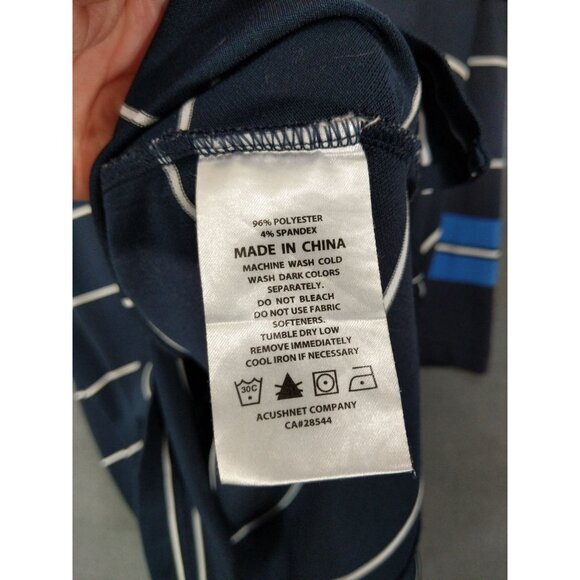 96% POLYESTER
4% SPANDEX
MADE IN CHINA
MACHINE WASH COLD
WASH DARK COLORS
SEPARATELY.
DO NOT BLEACH
DO NOT USE FABRIC
SOFTENERS.
TUMBLE DRY LOW
REMOVE IMMEDIATELY
COOL IRON IF NECESSARY
30C
ACUSHNET COMPANY
CA#28544